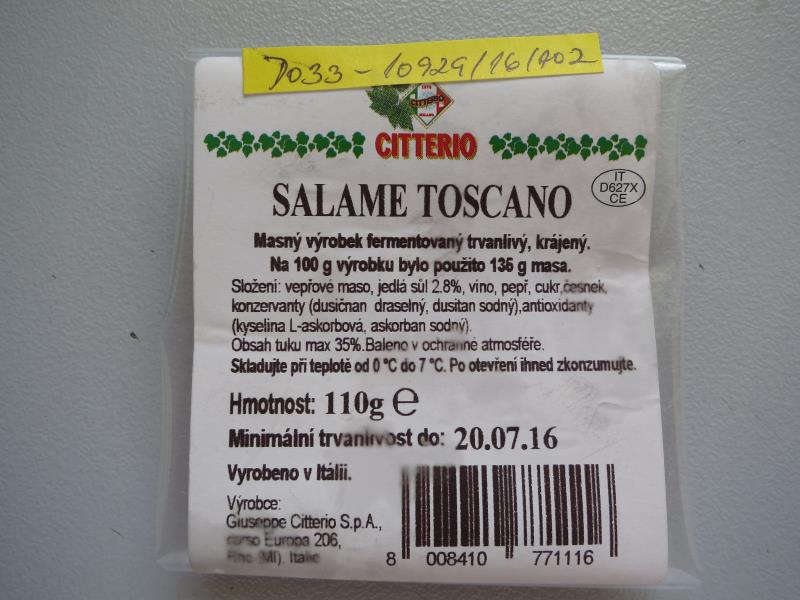 D033-10929/16/A02
CITTERIO
CITTERIO
SALAME TOSCANO
IT
D627X
CE
Masný výrobek fermentovaný trvanlivý, krájený.
Na 100 g výrobku bylo použito 136 g masa.
Složení: vepřové maso, jedlá sůl 2.8%, víno, pepř, cukr,česnek,
konzervanty (dusičnan draselný, dusitan sodný),antioxidanty
(kyselina L-askorbová, askorban sodný).
Obsah tuku max 35%.Baleno v ochranné atmosféře.
Skladujte při teplotě od 0 °C do 7 °C. Po otevření ihned zkonzumujte.
Hmotnost: 110g ℮
Minimální trvanlivost do: 20.07.16
Vyrobeno v Itálii.
Výrobce:
Giuseppe Citterio S.p.A.,
corso Europa 206,
(MI). Italie
8 008410 771116